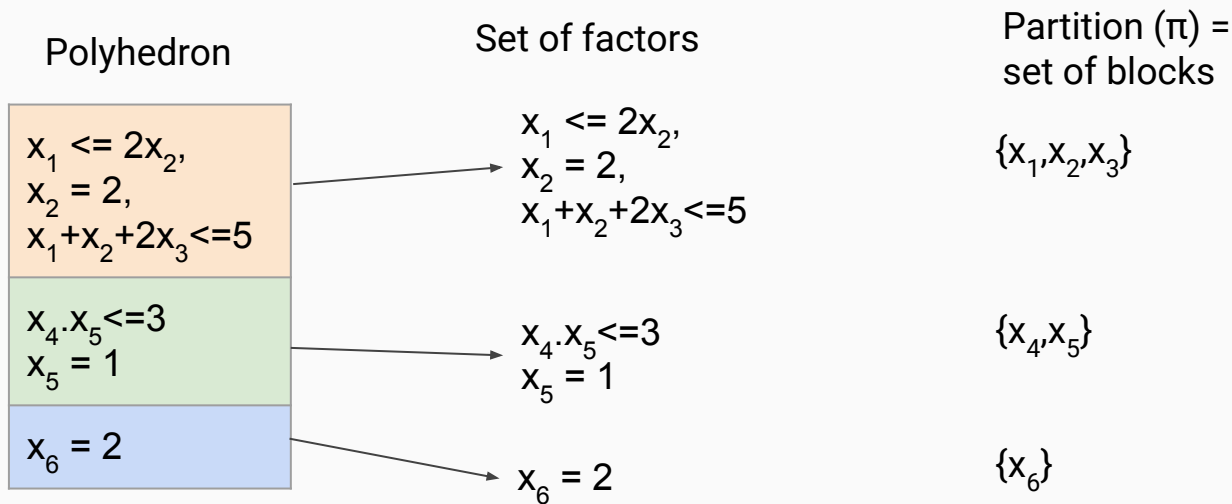 Polyhedron
Set of factors
Partition (π) =
set of blocks
x₁ <= 2x₂,
x₂ = 2,
x₁+x₂+2x₃<=5
x₁ <= 2x₂,
x₂ = 2,
x₁+x₂+2x₃<=5
{x₁,x₂,x₃}
x₄.x₅<=3
x₅ = 1
x₄.x₅<=3
x₅ = 1
{x₄,x₅}
x₆ = 2
x₆ = 2
{x₆}